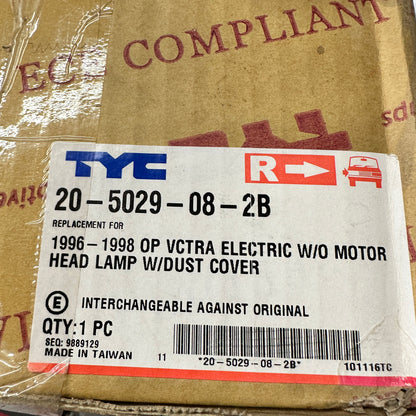 ECE COMPLIANT
TYC
R
20-5029-08-2B
REPLACEMENT FOR
1996-1998 OP VCTRA ELECTRIC W/O MOTOR
HEAD LAMP W/DUST COVER
E INTERCHANGEABLE AGAINST ORIGINAL
QTY:1 PC
SEQ: 9889129
MADE IN TAIWAN
11
*20-5029-08-2B*
101116TC